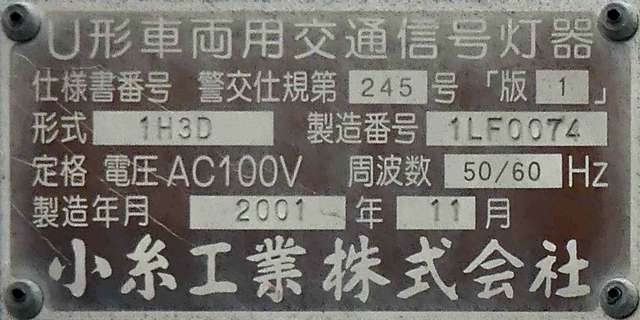 U形車両用交通信号灯器
仕様書番号 警交仕規第 245 号 「版 1 」
形式 1H3D 製造番号 1LF0074
定格 電圧 AC100V 周波数 50/60 Hz
製造年月 2001 年 11 月
小糸工業株式会社